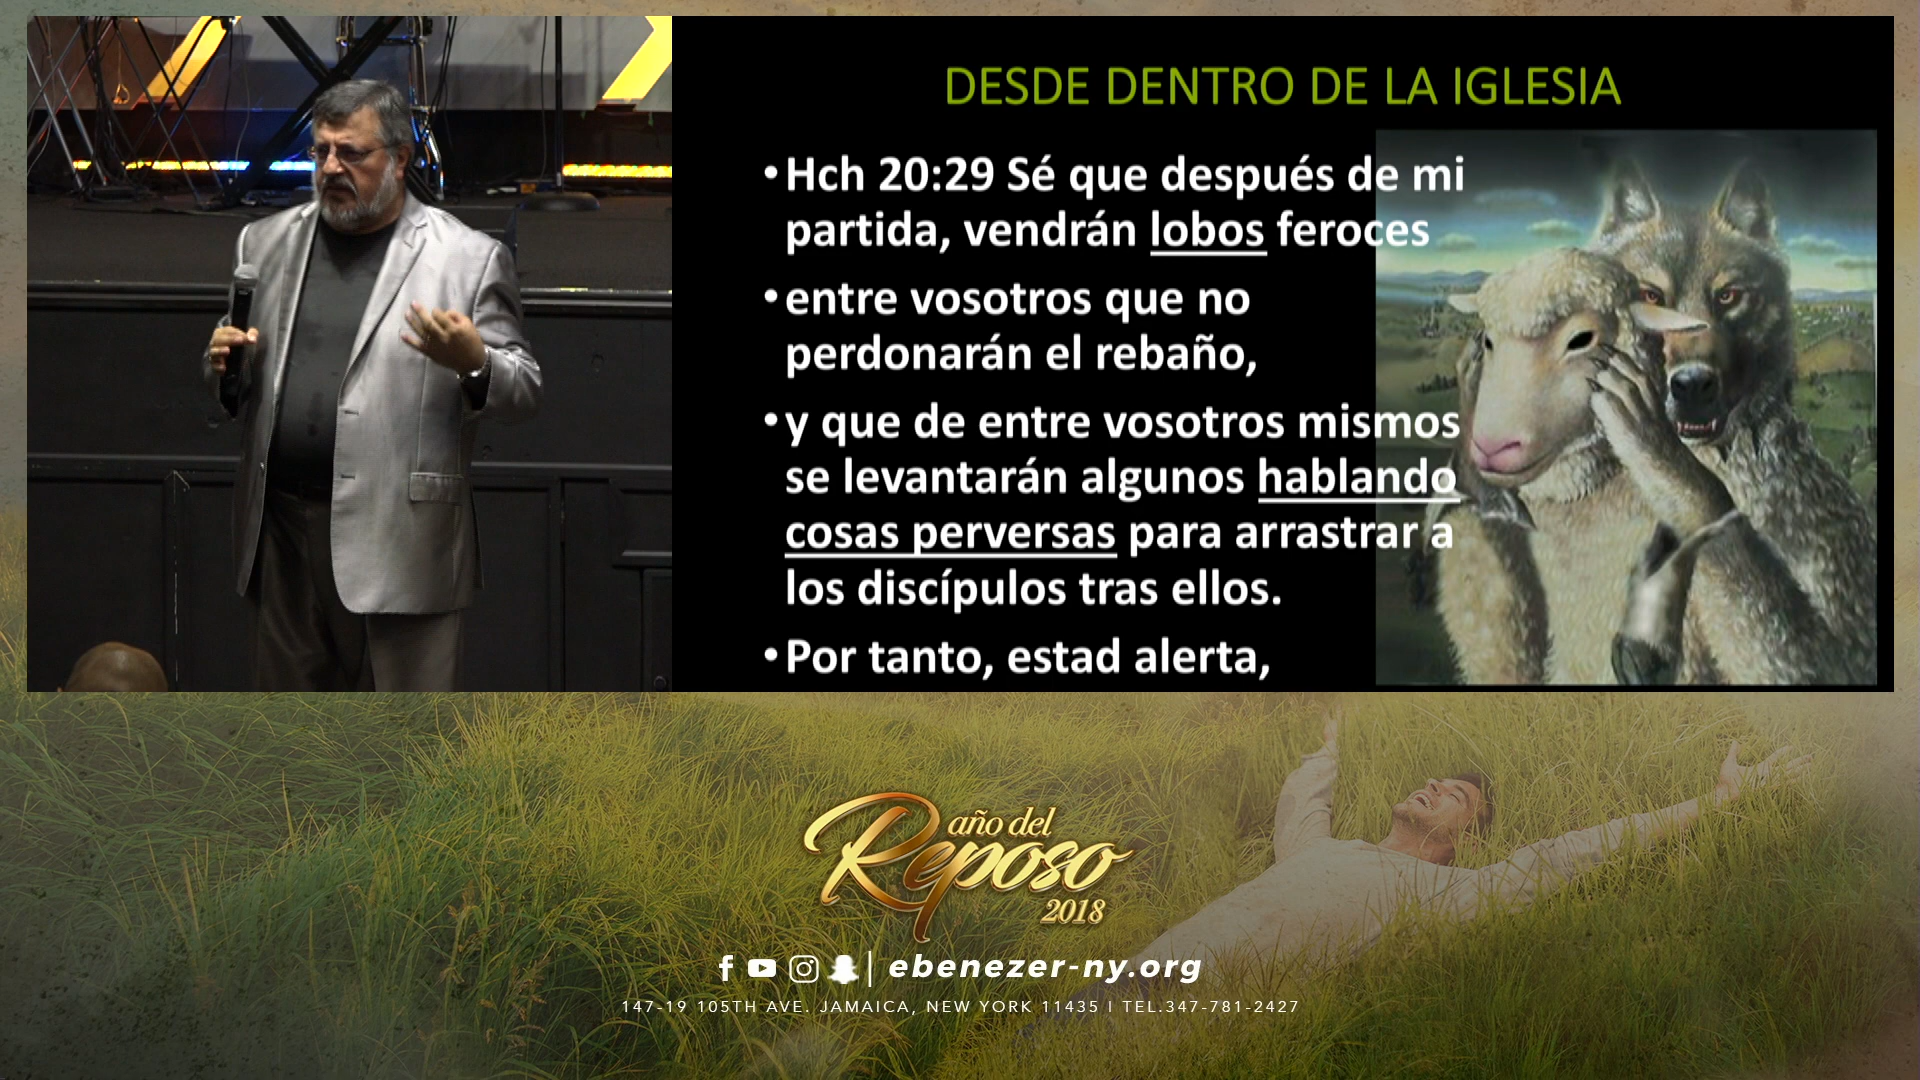 DESDE DENTRO DE LA IGLESIA
•Hch 20:29 Sé que después de mi
partida, vendrán lobos feroces
•entre vosotros que no
perdonarán el rebaño,
•y que de entre vosotros mismos
se levantarán algunos hablando
cosas perversas para arrastrar a
los discípulos tras ellos.
•Por tanto, estad alerta,
año del
Reposo
2018
ebenezer-ny.org
147-19 105TH AVE. JAMAICA, NEW YORK 11435 | TEL.347-781-2427